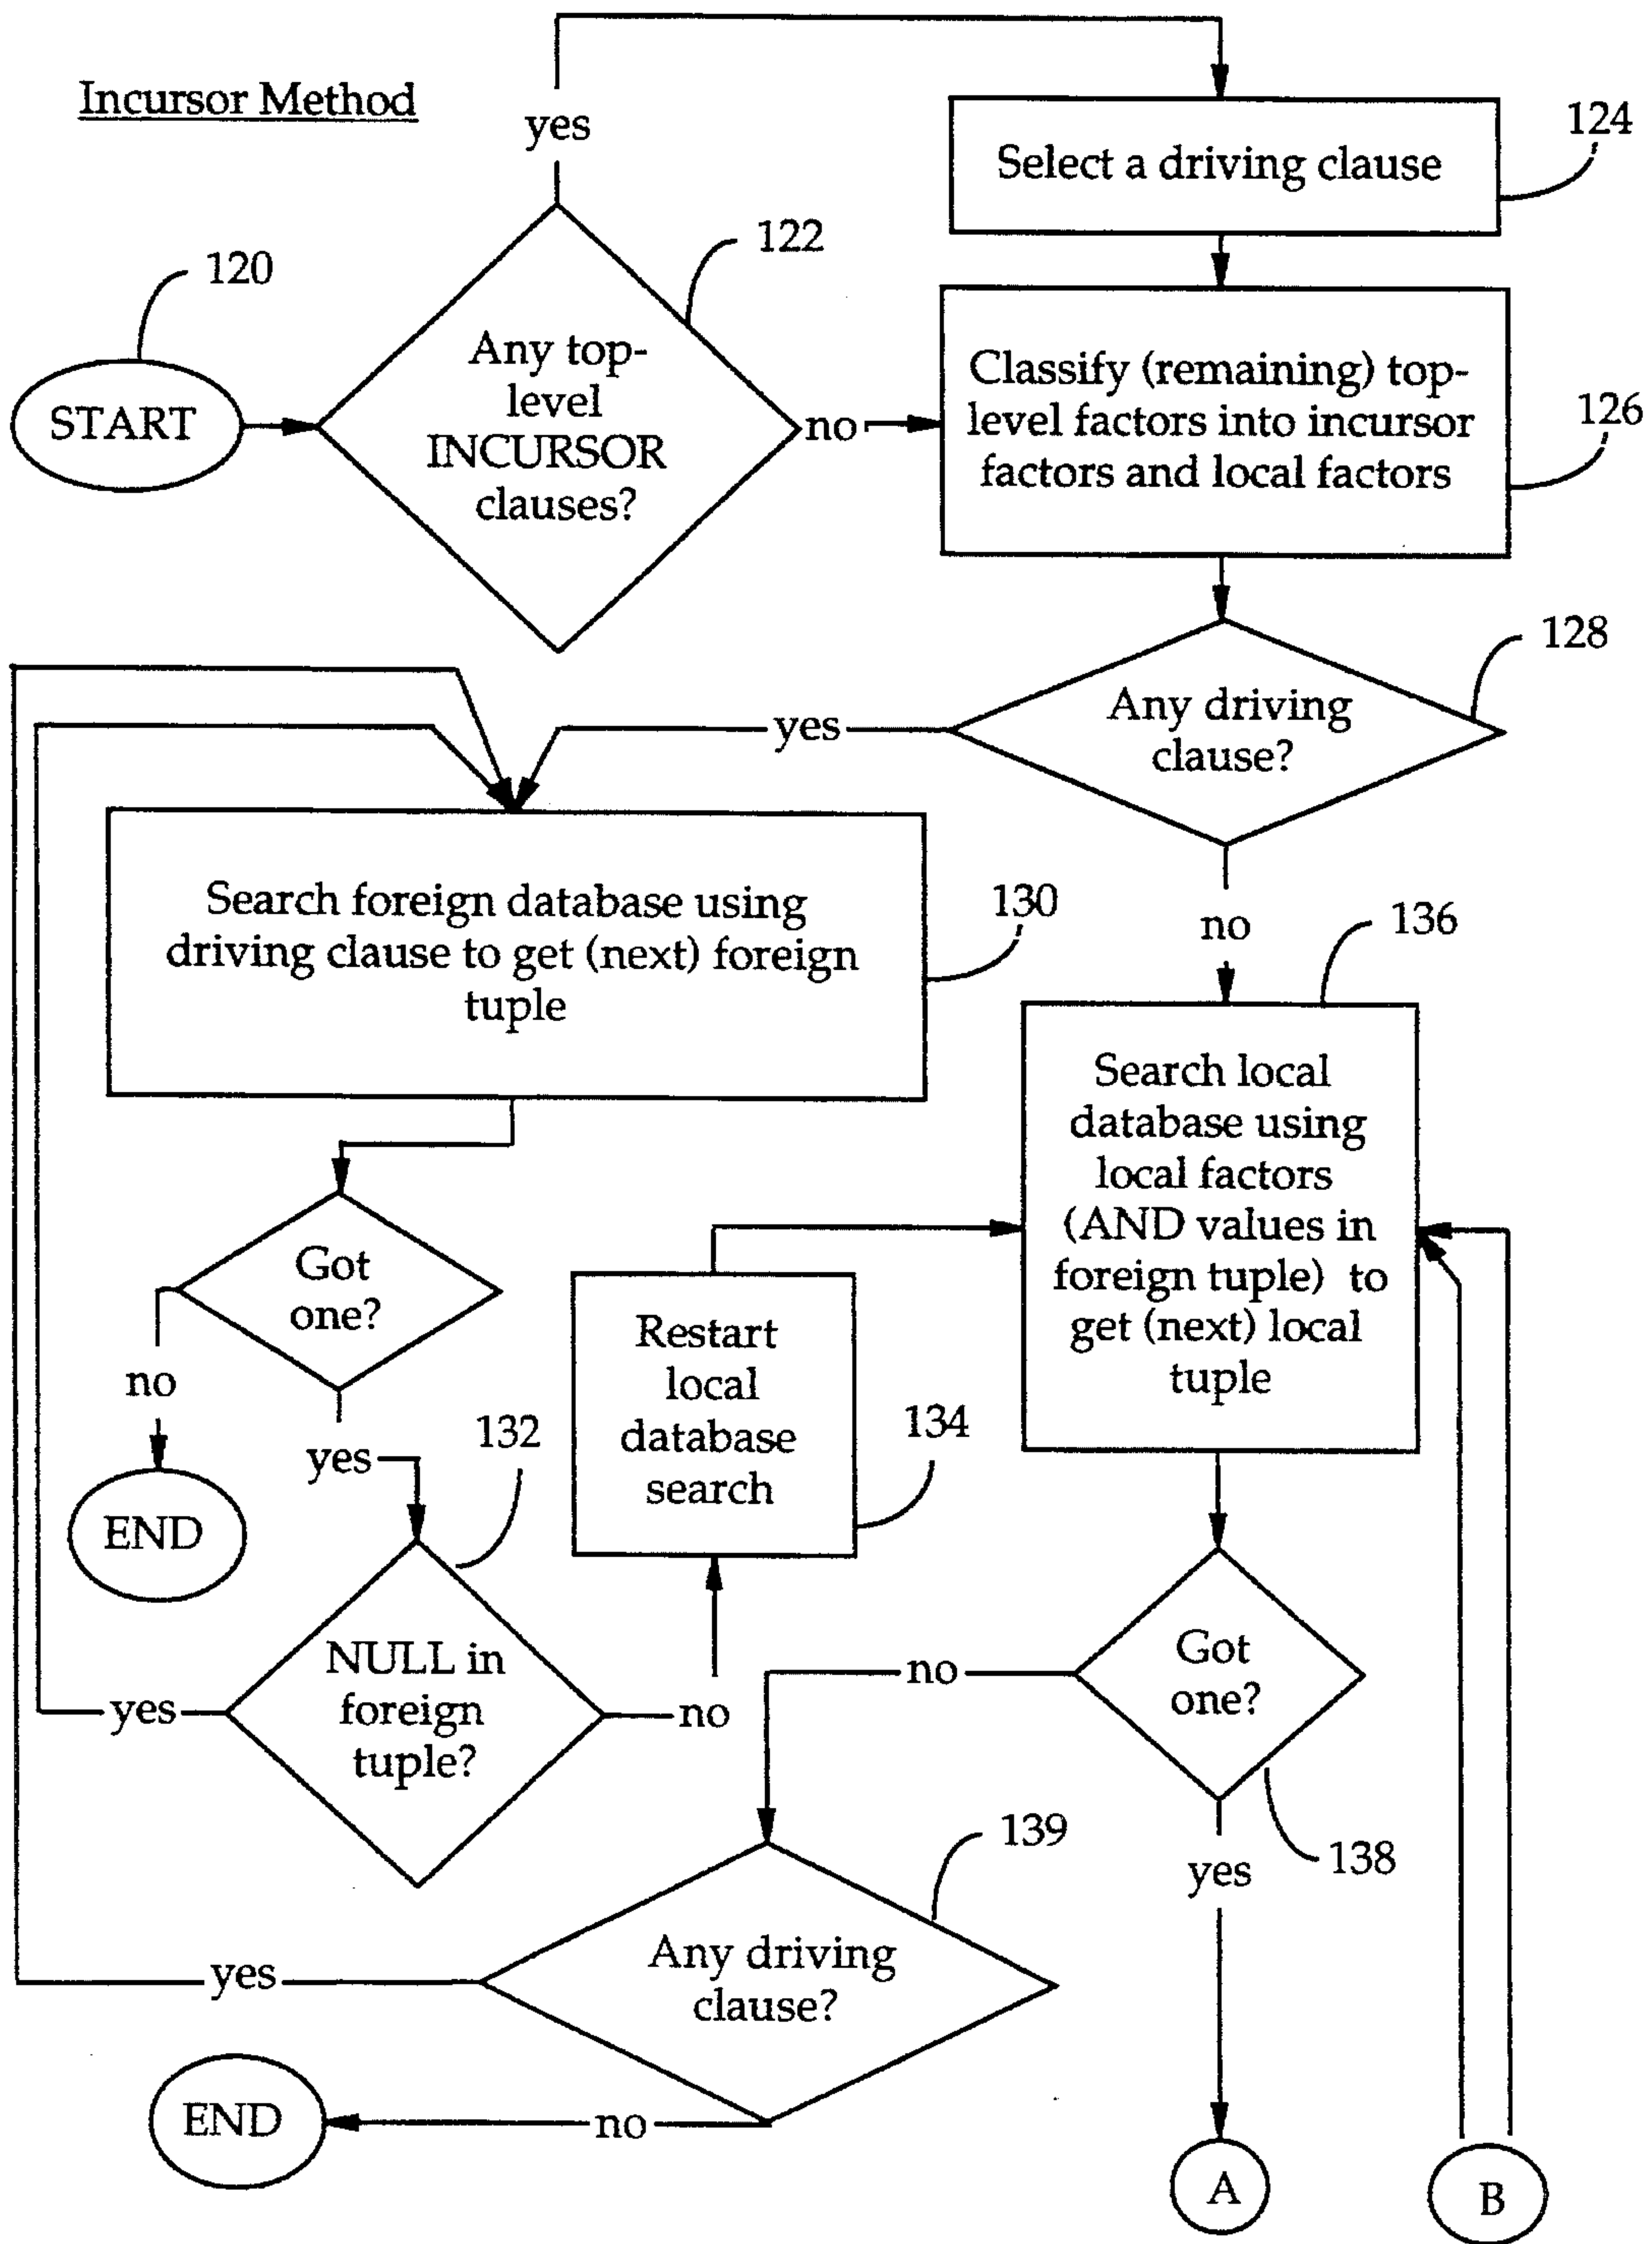 Incursor Method
yes
124
Select a driving clause
122
120
Any top-
level
INCURSOR
clauses?
START
no
Classify (remaining) top-
level factors into incursor
factors and local factors
126
128
Any driving
clause?
yes
no
Search foreign database using
driving clause to get (next) foreign
tuple
130
136
Search local
database using
local factors
(AND values in
foreign tuple) to
get (next) local
tuple
Got
one?
no
yes
END
132
Restart
local
database
search
134
NULL in
foreign
tuple?
yes
no
Got
one?
no
138
yes
139
Any driving
clause?
yes
no
END
A
B